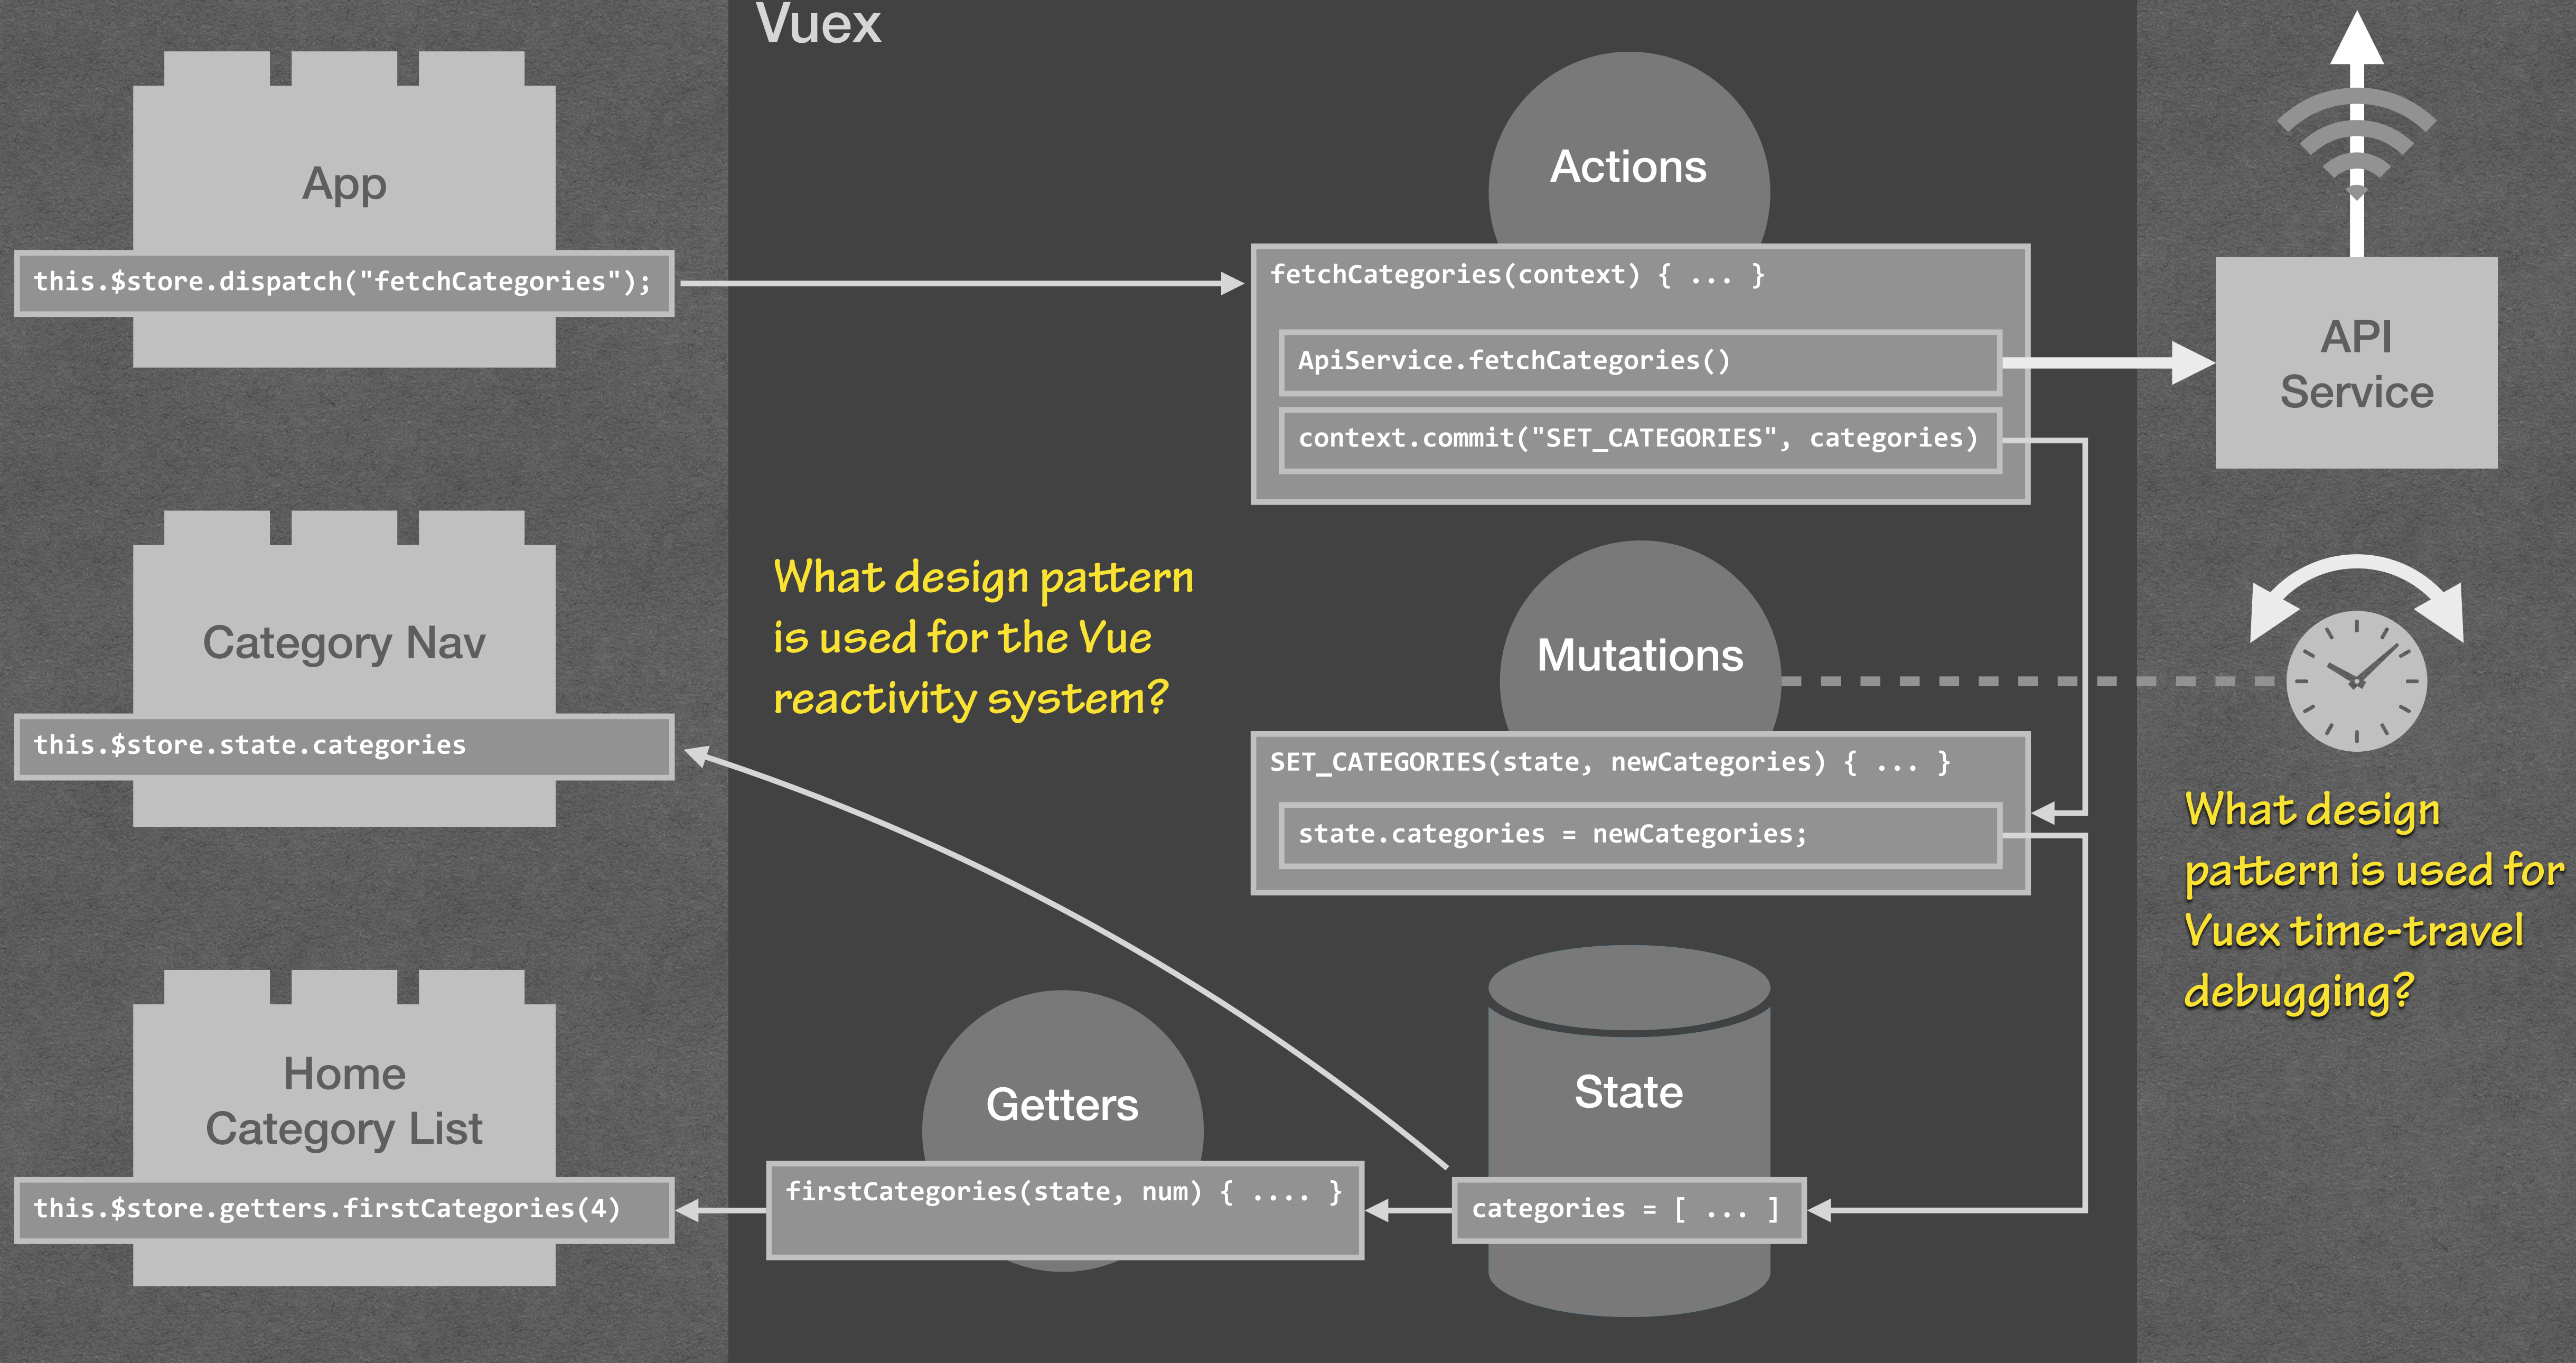 Vuex
App
this.$store.dispatch("fetchCategories");
Actions
fetchCategories(context) { ... }
ApiService.fetchCategories()
context.commit("SET_CATEGORIES", categories)
API
Service
Category Nav
this.$store.state.categories
What design pattern
is used for the Vue
reactivity system?
Mutations
SET_CATEGORIES(state, newCategories) { ... }
state.categories = newCategories;
What design
pattern is used for
Vuex time-travel
debugging?
Home
Category List
this.$store.getters.firstCategories(4)
Getters
firstCategories(state, num) { .... }
State
categories = [ ... ]